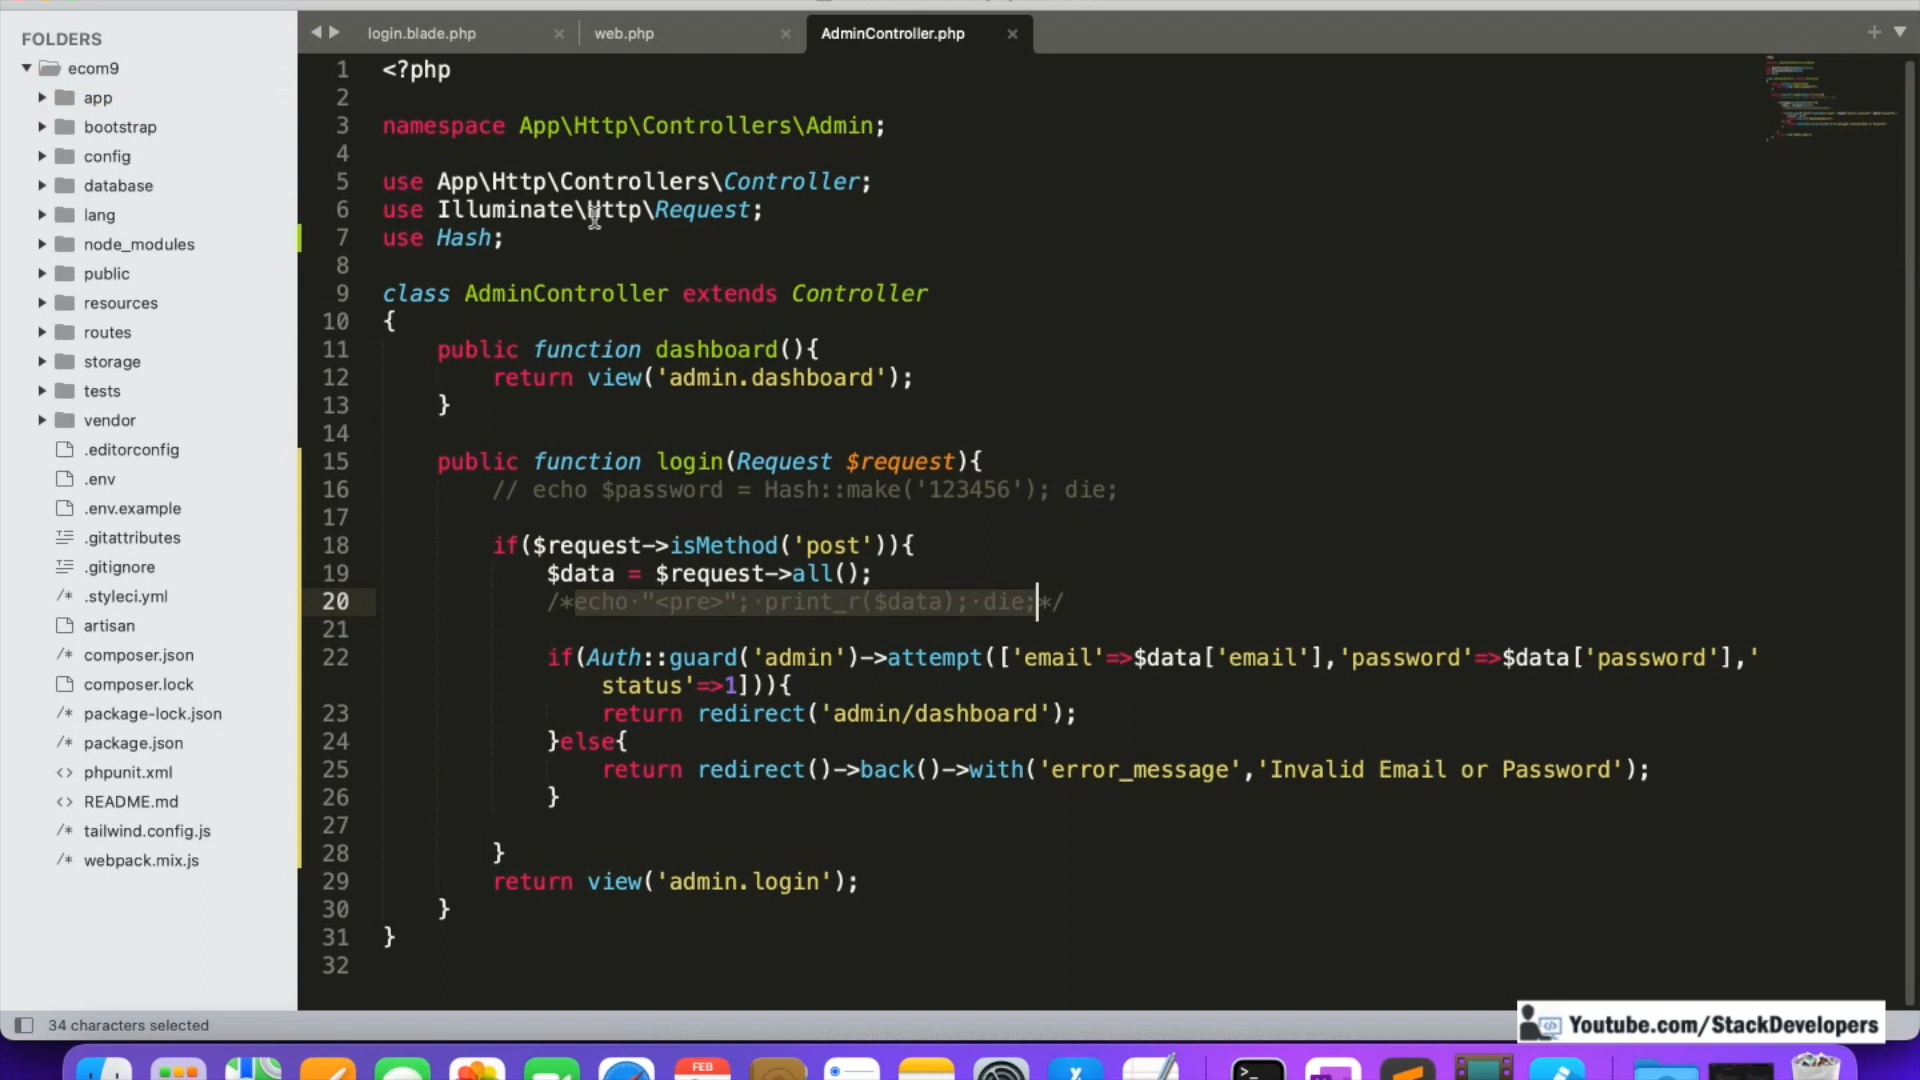 FOLDERS
ecom9
app
bootstrap
config
database
lang
node_modules
public
resources
routes
storage
tests
vendor
.editorconfig
.env
.env.example
.gitattributes
.gitignore
/* .styleci.yml
artisan
/* composer.json
composer.lock
/* package-lock.json
/* package.json
<> phpunit.xml
<> README.md
/* tailwind.config.js
/* webpack.mix.js
login.blade.php × web.php × AdminController.php ×
1 <?php
2
3 namespace App\Http\Controllers\Admin;
4
5 use App\Http\Controllers\Controller;
6 use Illuminate\Http\Request;
7 use Hash;
8
9 class AdminController extends Controller
10 {
11 public function dashboard(){
12 return view('admin.dashboard');
13 }
14
15 public function login(Request $request){
16 // echo $password = Hash::make('123456'); die;
17
18 if($request->isMethod('post')){
19 $data = $request->all();
20 /*echo "<pre>"; print_r($data); die;*/
21
22 if(Auth::guard('admin')->attempt(['email'=>$data['email'],'password'=>$data['password'],'
status'=>1])){
23 return redirect('admin/dashboard');
24 }else{
25 return redirect()->back()->with('error_message','Invalid Email or Password');
26 }
27
28 }
29 return view('admin.login');
30 }
31 }
32
34 characters selected
Youtube.com/StackDevelopers
FEB